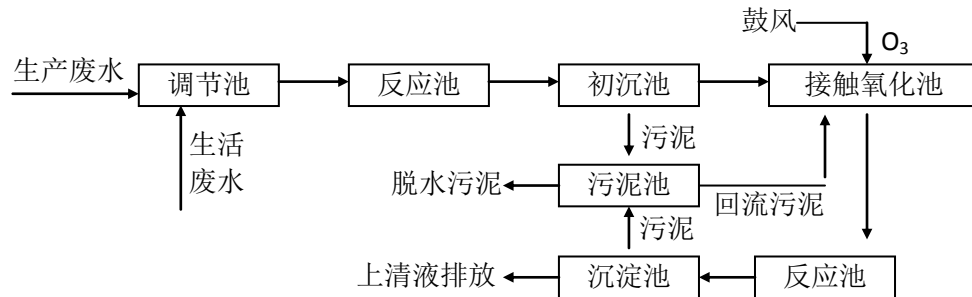 鼓风
O₃
生产废水
调节池
反应池
初沉池
接触氧化池
生活
废水
污泥
脱水污泥
污泥池
回流污泥
污泥
上清液排放
沉淀池
反应池